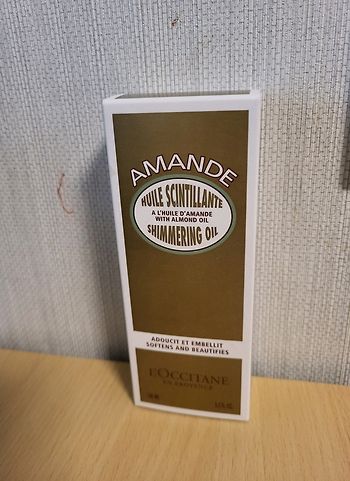 AMANDE
HUILE SCINTILLANTE
A L'HUILE D'AMANDE
WITH ALMOND OIL
SHIMMERING OIL
ADOUCIT ET EMBELLIT
SOFTENS AND BEAUTIFIES
L'OCCITANE
EN PROVENCE